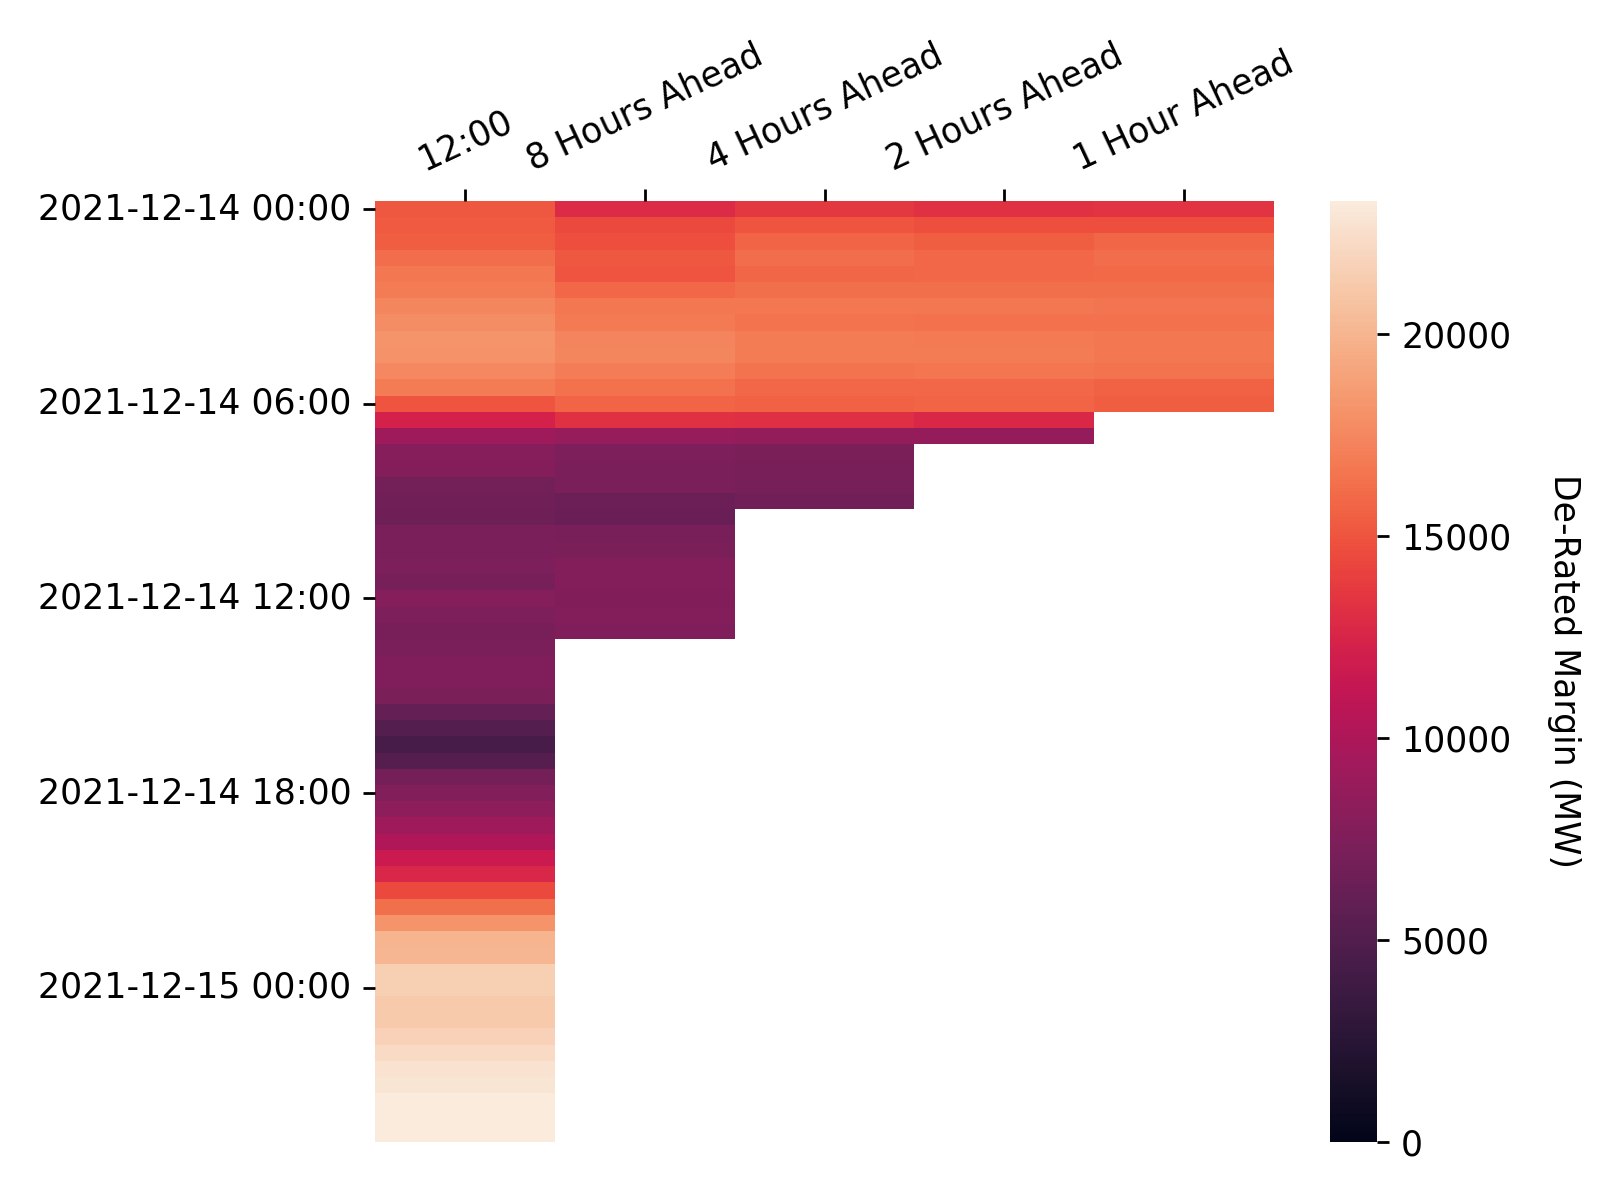 12:00
8 Hours Ahead
4 Hours Ahead
2 Hours Ahead
1 Hour Ahead
2021-12-14 00:00
2021-12-14 06:00
2021-12-14 12:00
2021-12-14 18:00
2021-12-15 00:00
20000
15000
10000
5000
0
De-Rated Margin (MW)